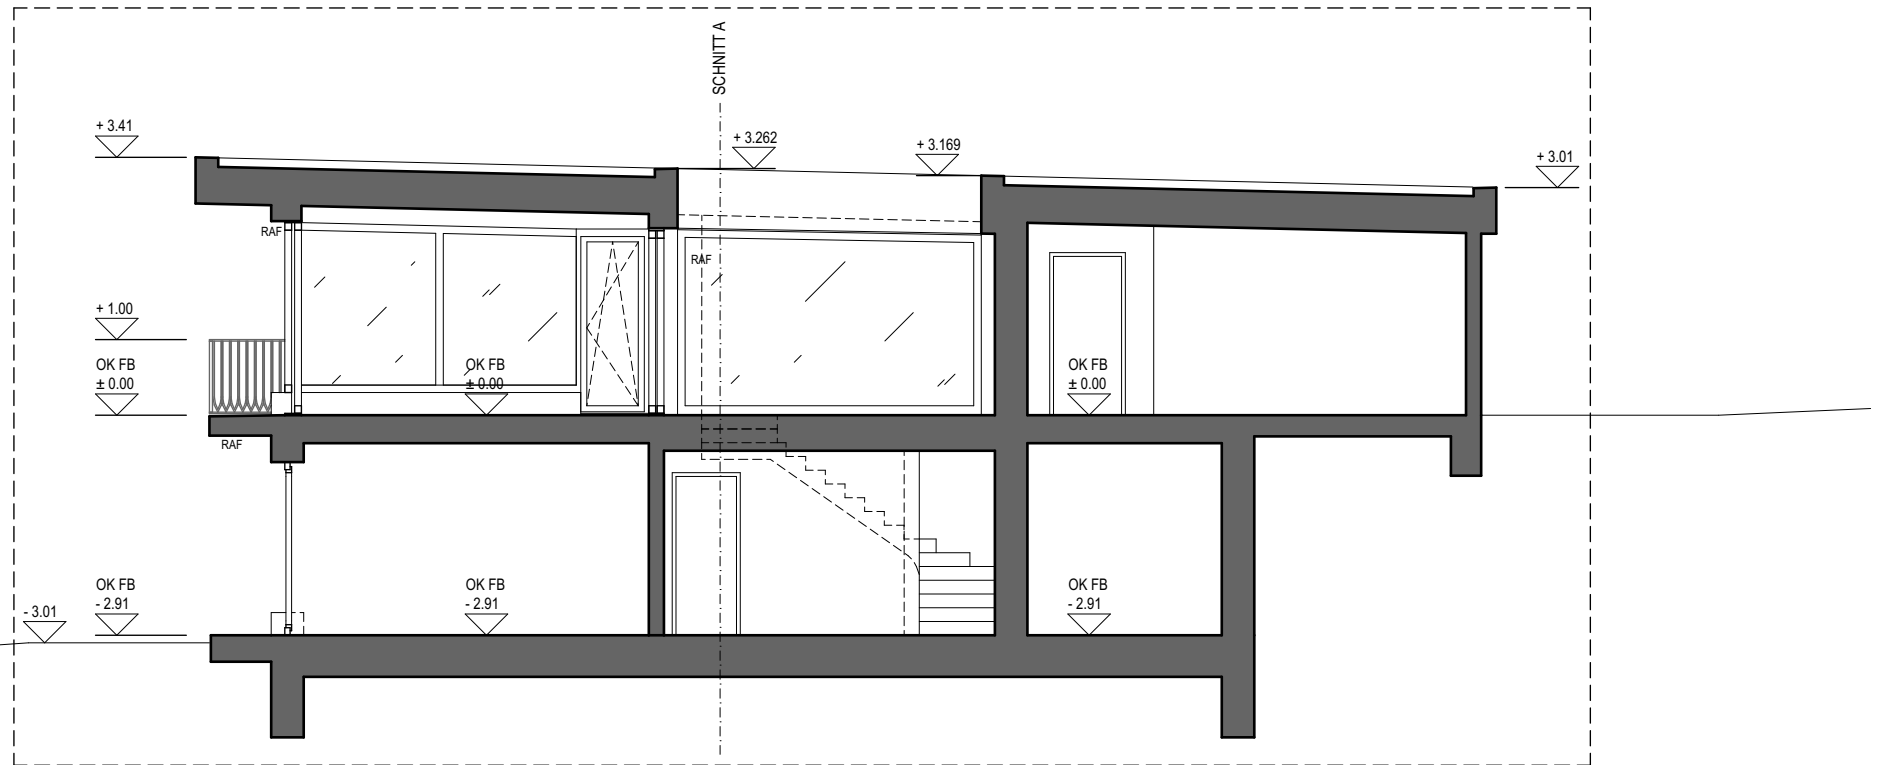 SCHNITT A
+ 3.41
+ 3.262
+ 3.169
+ 3.01
RAF
RAF
+ 1.00
OK FB
± 0.00
OK FB
± 0.00
OK FB
± 0.00
RAF
OK FB
- 2.91
OK FB
- 2.91
OK FB
- 2.91
- 3.01